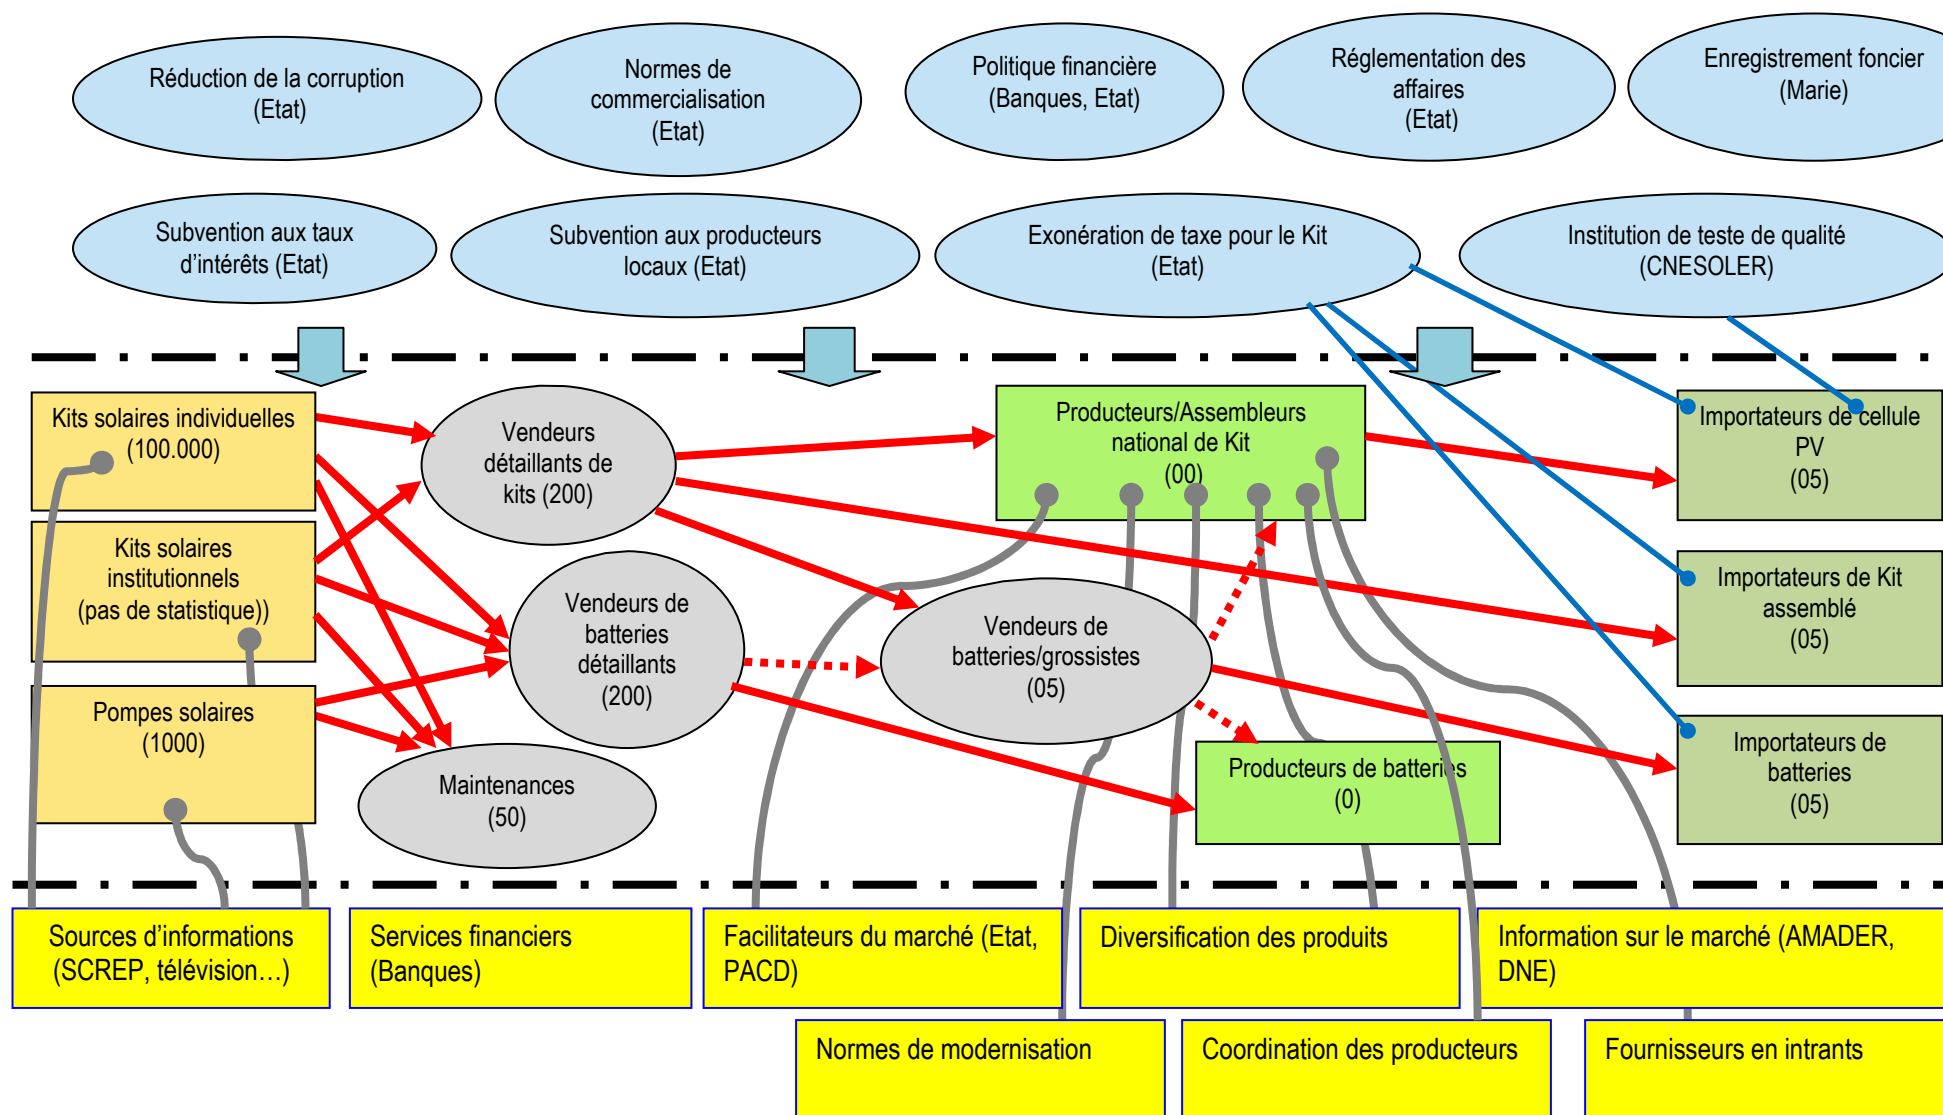 Réduction de la corruption
(Etat)
Normes de
commercialisation
(Etat)
Politique financière
(Banques, Etat)
Réglementation des
affaires
(Etat)
Enregistrement foncier
(Marie)
Subvention aux taux
d’intérêts (Etat)
Subvention aux producteurs
locaux (Etat)
Exonération de taxe pour le Kit
(Etat)
Institution de teste de qualité
(CNESOLER)
Kits solaires individuelles
(100.000)
Vendeurs
détaillants de
kits (200)
Producteurs/Assembleurs
national de Kit
(00)
Importateurs de cellule
PV
(05)
Kits solaires
institutionnels
(pas de statistique))
Vendeurs de
batteries
détaillants
(200)
Vendeurs de
batteries/grossistes
(05)
Importateurs de Kit
assemblé
(05)
Pompes solaires
(1000)
Maintenances
(50)
Producteurs de batteries
(0)
Importateurs de
batteries
(05)
Sources d’informations
(SCREP, télévision…)
Services financiers
(Banques)
Facilitateurs du marché (Etat,
PACD)
Diversification des produits
Information sur le marché (AMADER,
DNE)
Normes de modernisation
Coordination des producteurs
Fournisseurs en intrants